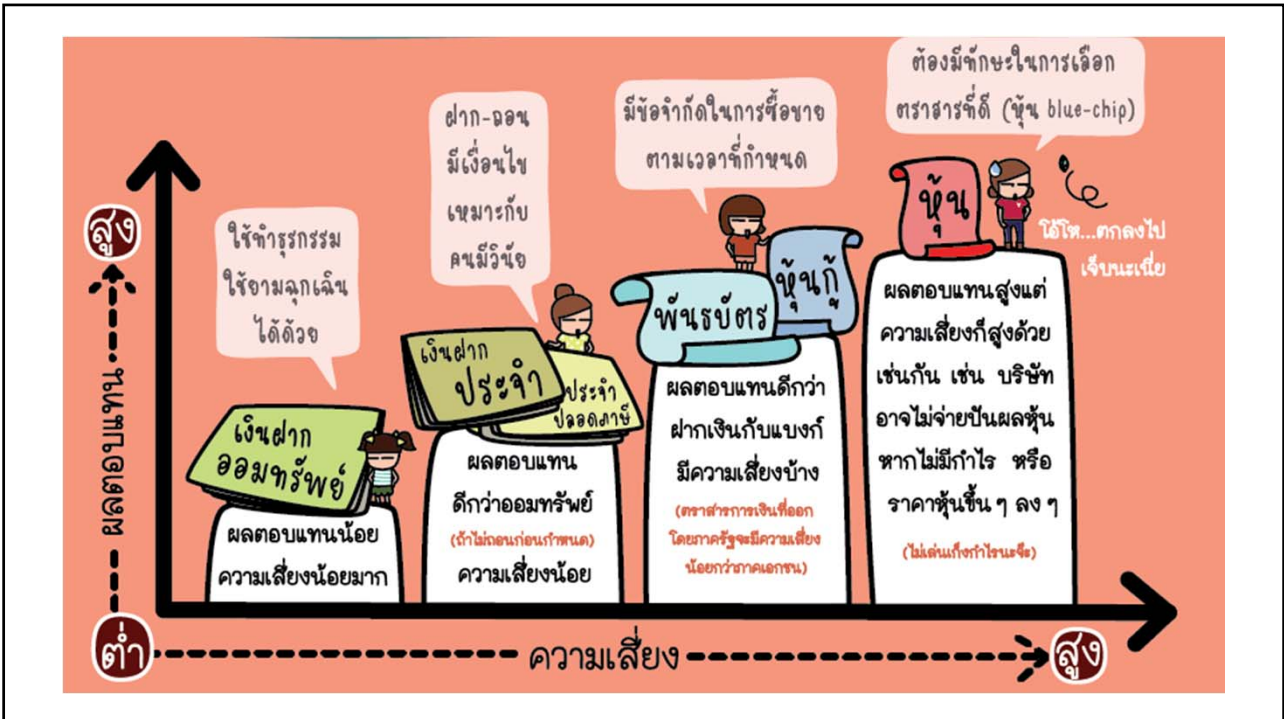 ต้องมีทักษะในการเลือก
ตราสารที่ดี (หุ้น blue-chip)
มีข้อจำกัดในการซื้อขาย
ตามเวลาที่กำหนด
ฝาก-ถอน
มีเงื่อนไข
เหมาะกับ
คนมีวินัย
ใช้ทำธุรกรรม
ใช้ยามฉุกเฉิน
ได้ด้วย
สูง
ผลตอบแทน
ต่ำ
เงินฝาก
ออมทรัพย์
ผลตอบแทนน้อย
ความเสี่ยงน้อยมาก
เงินฝาก
ประจำ
ประจำ
ปลอดภาษี
ผลตอบแทน
ดีกว่าออมทรัพย์
(ถ้าไม่ถอนก่อนกำหนด)
ความเสี่ยงน้อย
พันธบัตร
หุ้นกู้
ผลตอบแทนดีกว่า
ฝากเงินกับแบงก์
มีความเสี่ยงบ้าง
(ตราสารการเงินที่ออก
โดยภาครัฐจะมีความเสี่ยง
น้อยกว่าภาคเอกชน)
หุ้น
โอ้โห...ตกลงไป
เจ็บนะเนี่ย
ผลตอบแทนสูงแต่
ความเสี่ยงก็สูงด้วย
เช่นกัน เช่น บริษัท
อาจไม่จ่ายปันผลหุ้น
หากไม่มีกำไร หรือ
ราคาหุ้นขึ้น ๆ ลง ๆ
(ไม่เล่นเก็งกำไรนะจ๊ะ)
ความเสี่ยง
สูง